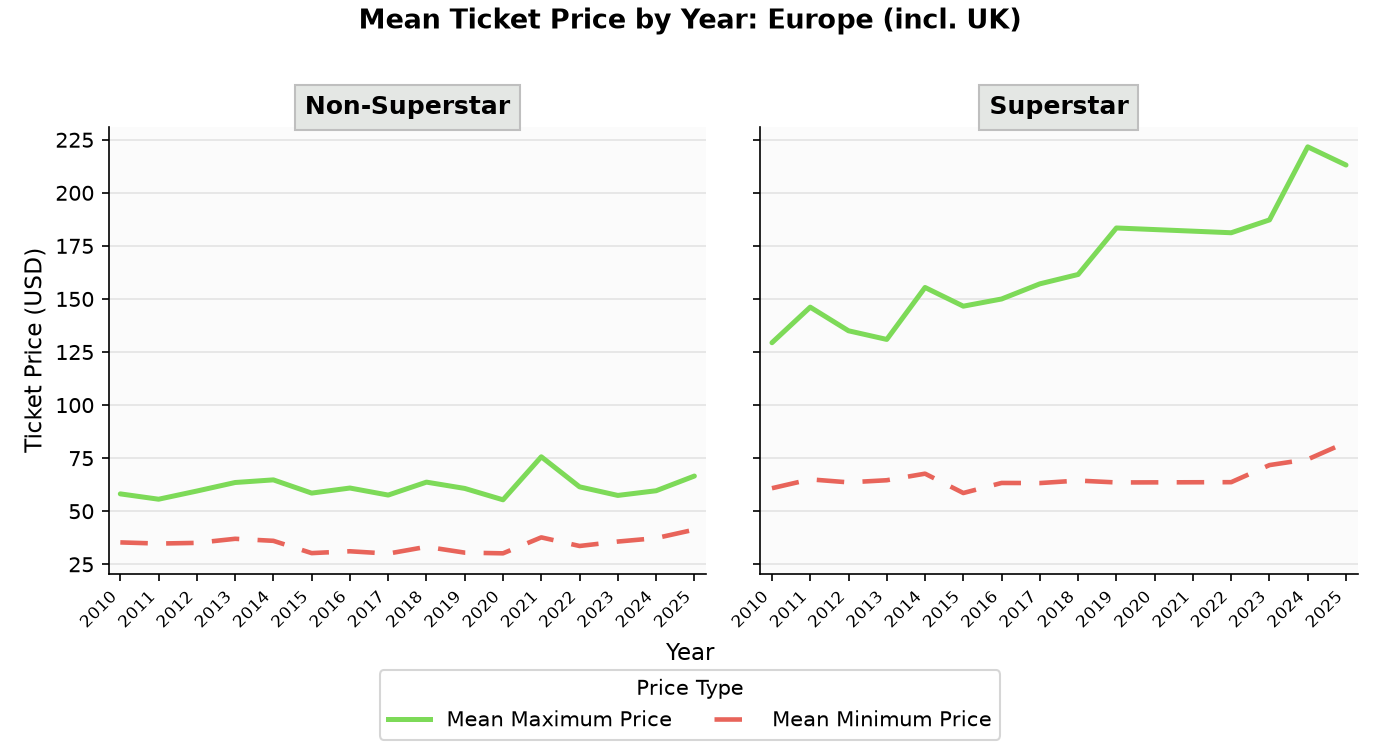 Mean Ticket Price by Year: Europe (incl. UK)
Non-Superstar
Superstar
Ticket Price (USD)
225
200
175
150
125
100
75
50
25
2010 2011 2012 2013 2014 2015 2016 2017 2018 2019 2020 2021 2022 2023 2024 2025
2010 2011 2012 2013 2014 2015 2016 2017 2018 2019 2020 2021 2022 2023 2024 2025
Year
Price Type
Mean Maximum Price
Mean Minimum Price